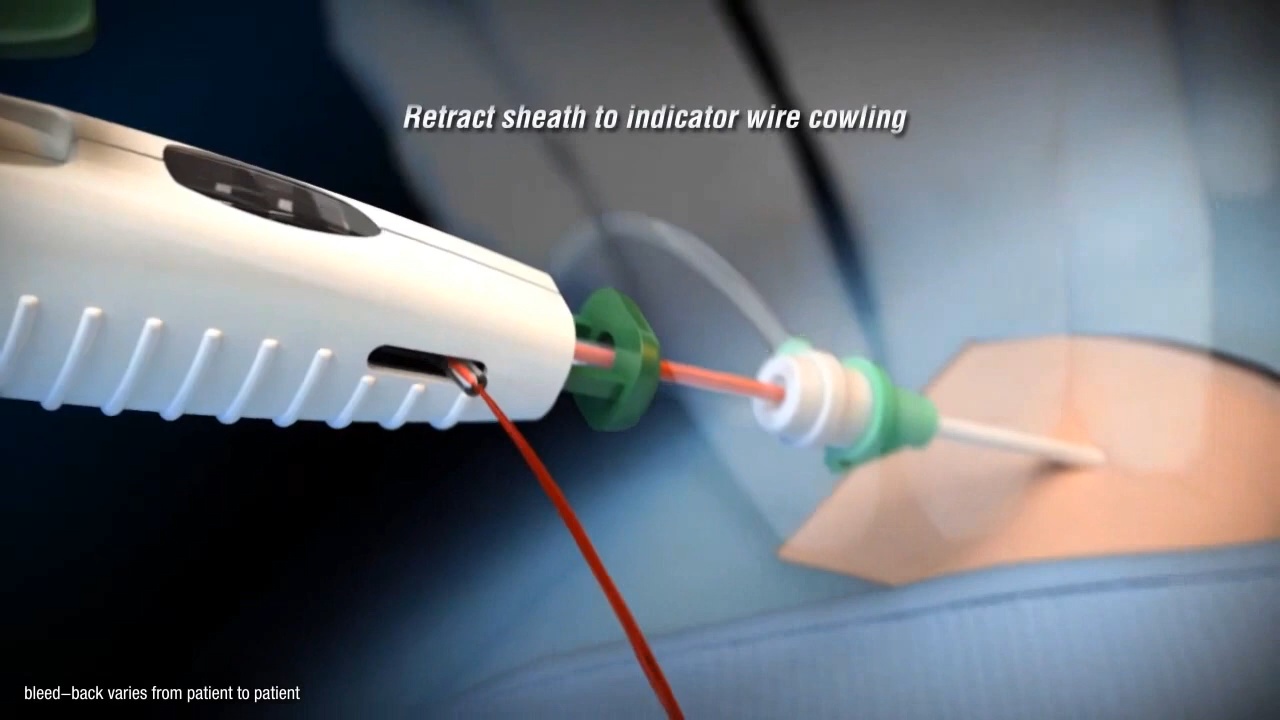 Retract sheath to indicator wire cowling
bleed–back varies from patient to patient